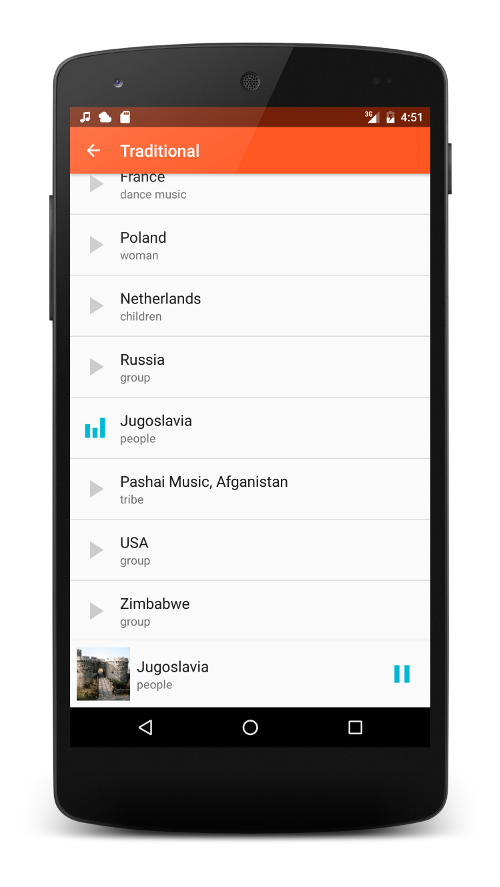 3G
4:51
Traditional
France
dance music
Poland
woman
Netherlands
children
Russia
group
Jugoslavia
people
Pashai Music, Afganistan
tribe
USA
group
Zimbabwe
group
Jugoslavia
people